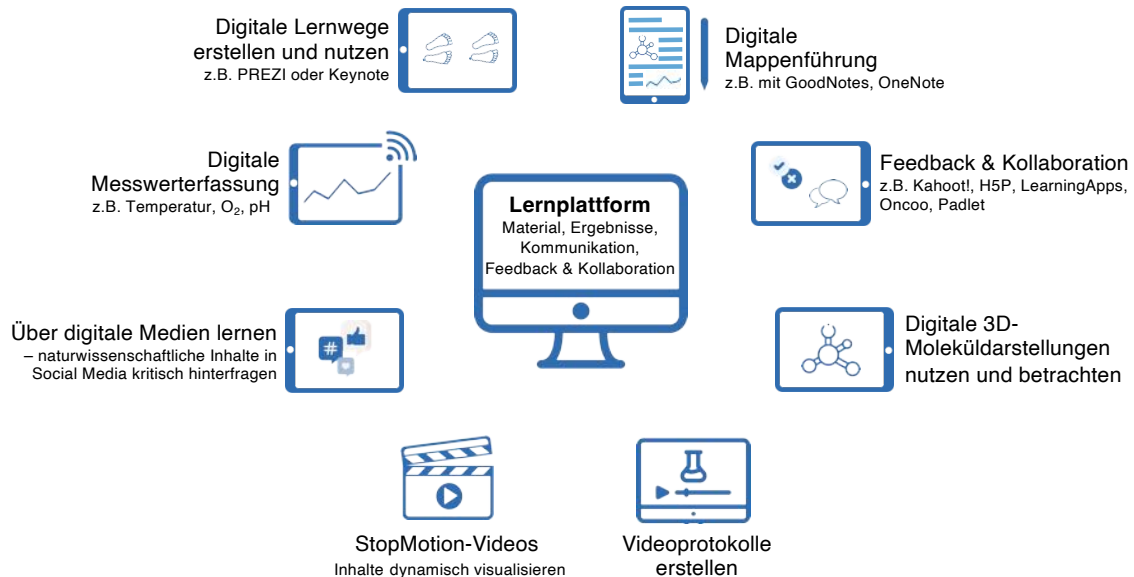 Digitale Lernwege
erstellen und nutzen
z.B. PREZI oder Keynote
Digitale
Mappenführung
z.B. mit GoodNotes, OneNote
Digitale
Messwerterfassung
z.B. Temperatur, O₂, pH
Lernplattform
Material, Ergebnisse,
Kommunikation,
Feedback & Kollaboration
Feedback & Kollaboration
z.B. Kahoot!, H5P, LearningApps,
Oncoo, Padlet
Über digitale Medien lernen
– naturwissenschaftliche Inhalte in
Social Media kritisch hinterfragen
#
Digitale 3D-
Moleküldarstellungen
nutzen und betrachten
StopMotion-Videos
Inhalte dynamisch visualisieren
Videoprotokolle
erstellen